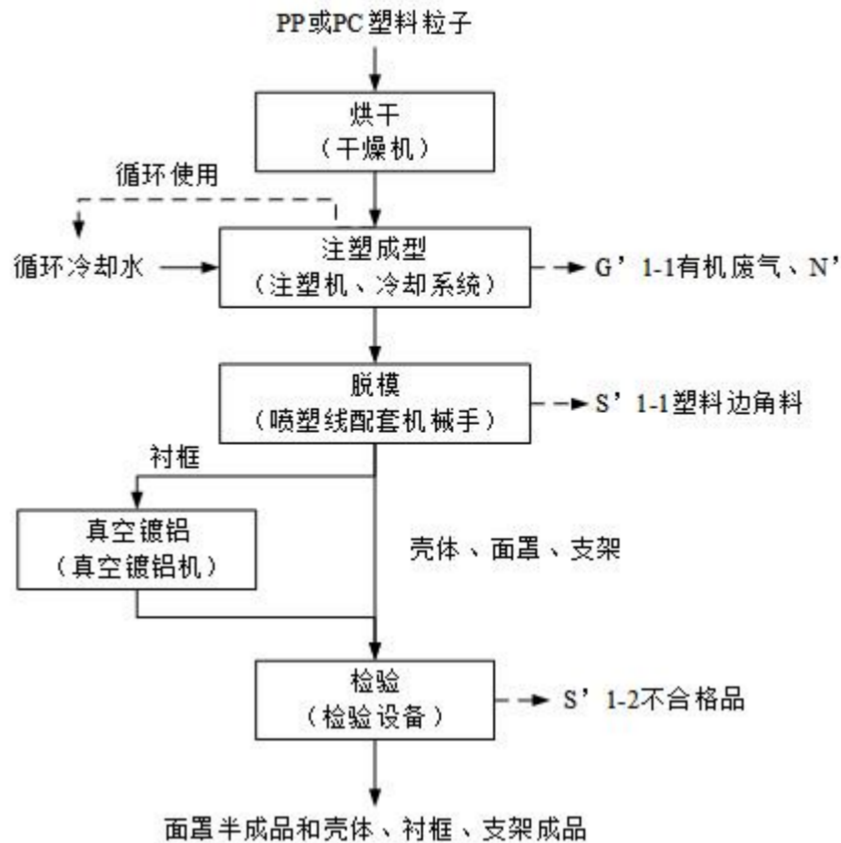 PP或PC塑料粒子
烘干
（干燥机）
循环使用
循环冷却水
注塑成型
（注塑机、冷却系统）
G’ 1-1有机废气、N’
脱模
（喷塑线配套机械手）
S’ 1-1塑料边角料
衬框
真空镀铝
（真空镀铝机）
壳体、面罩、支架
检验
（检验设备）
S’ 1-2不合格品
面罩半成品和壳体、衬框、支架成品